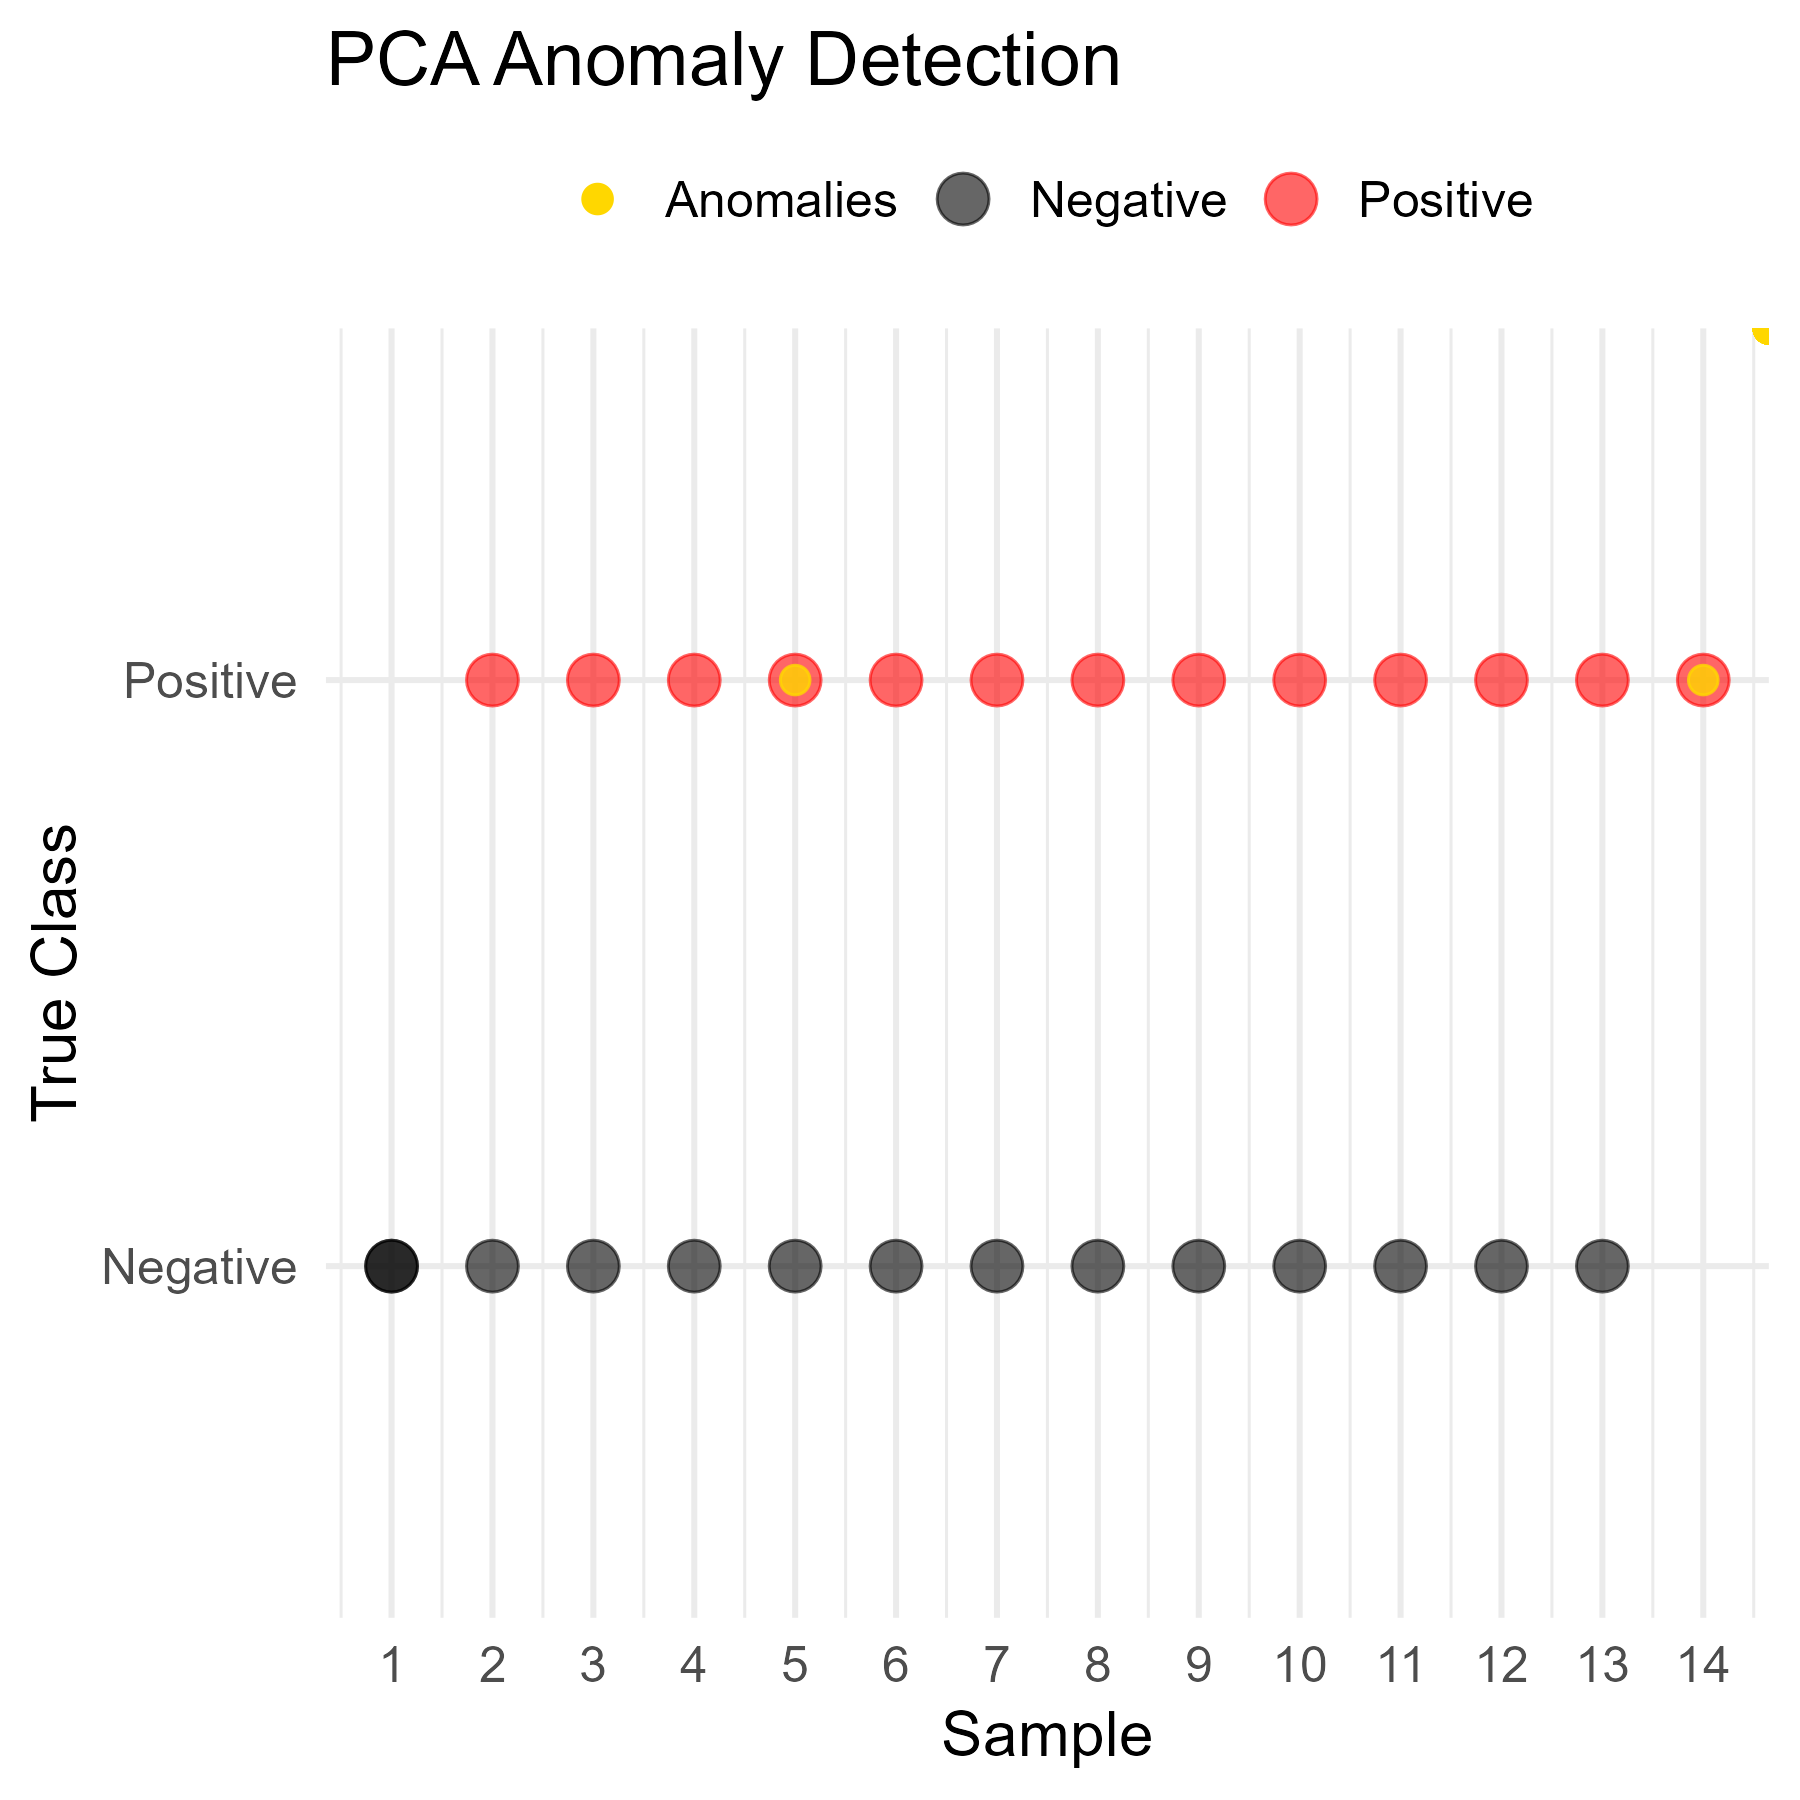 PCA Anomaly Detection
Anomalies Negative Positive
Positive
True Class
Negative
1 2 3 4 5 6 7 8 9 10 11 12 13 14
Sample